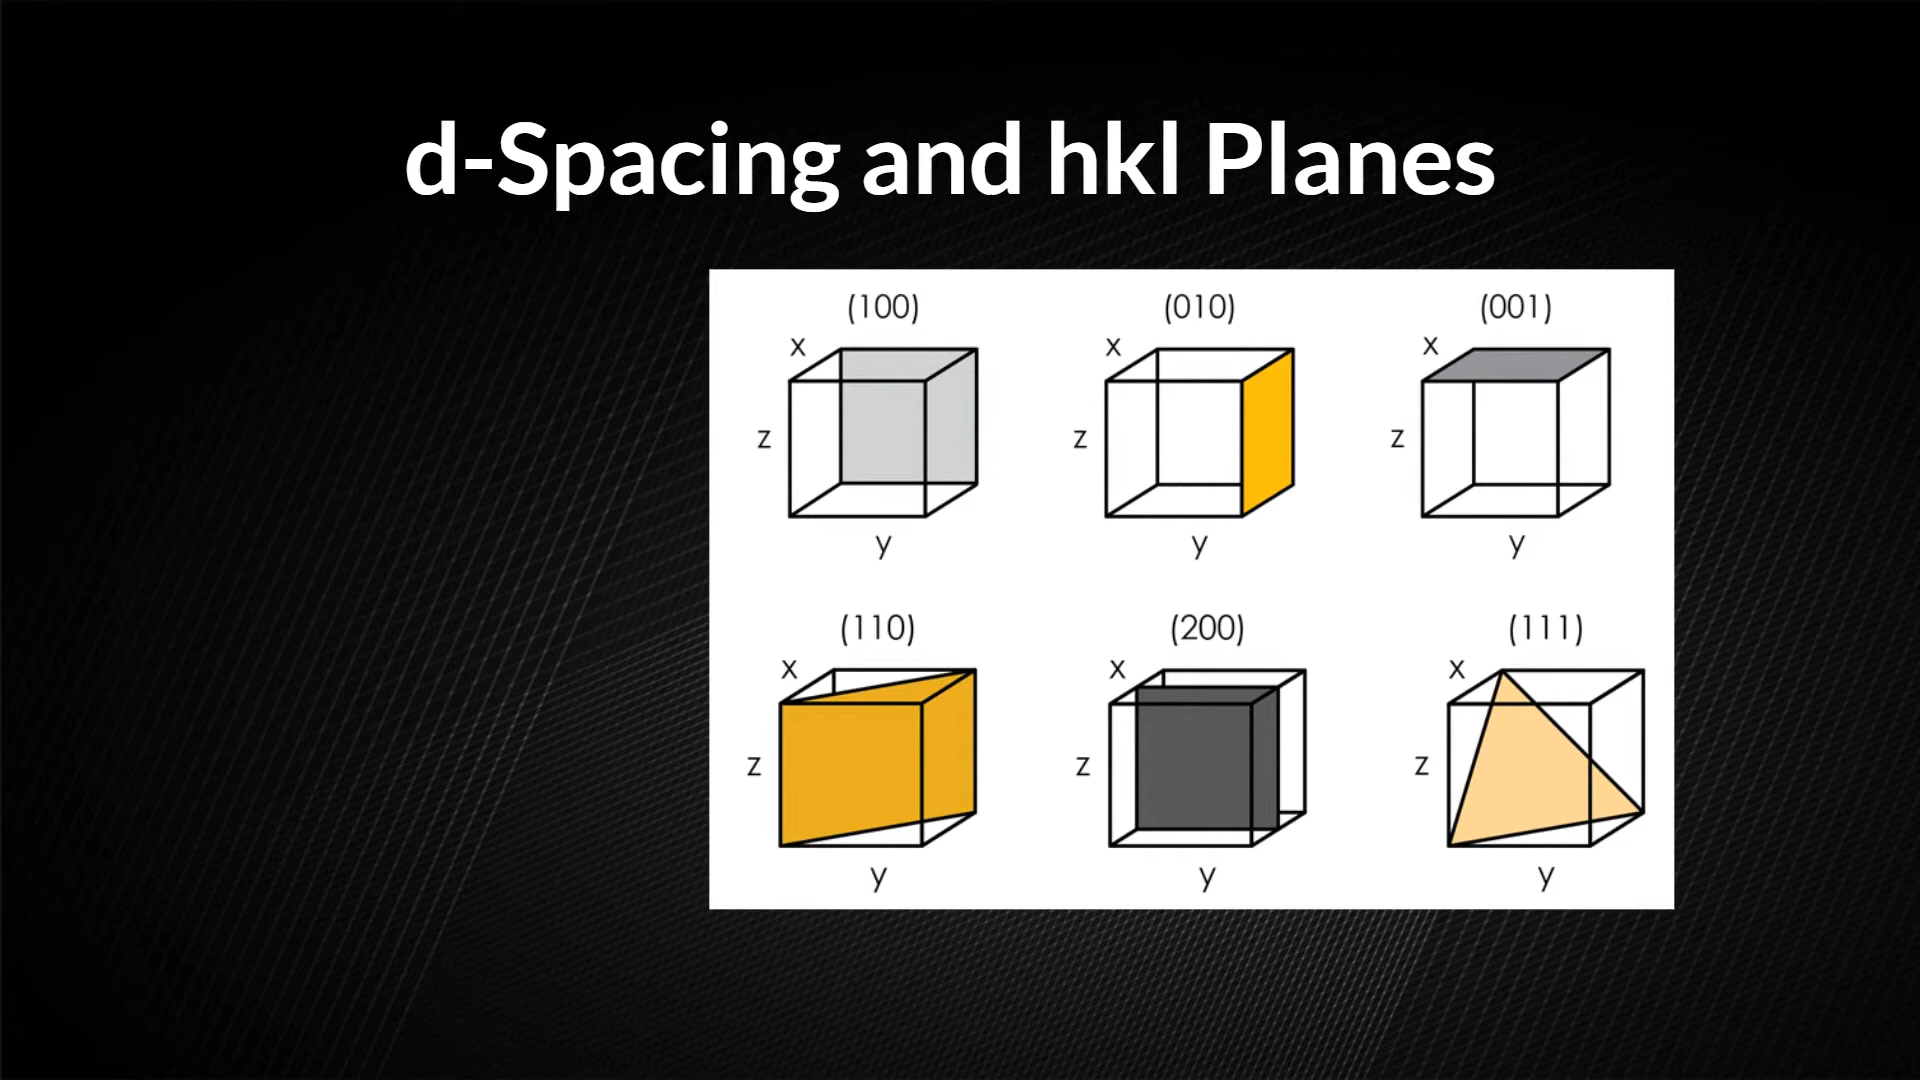 d-Spacing and hkl Planes
(100) (010) (001)
x x x
z z z
y y y
(110) (200) (111)
x x x
z z z
y y y